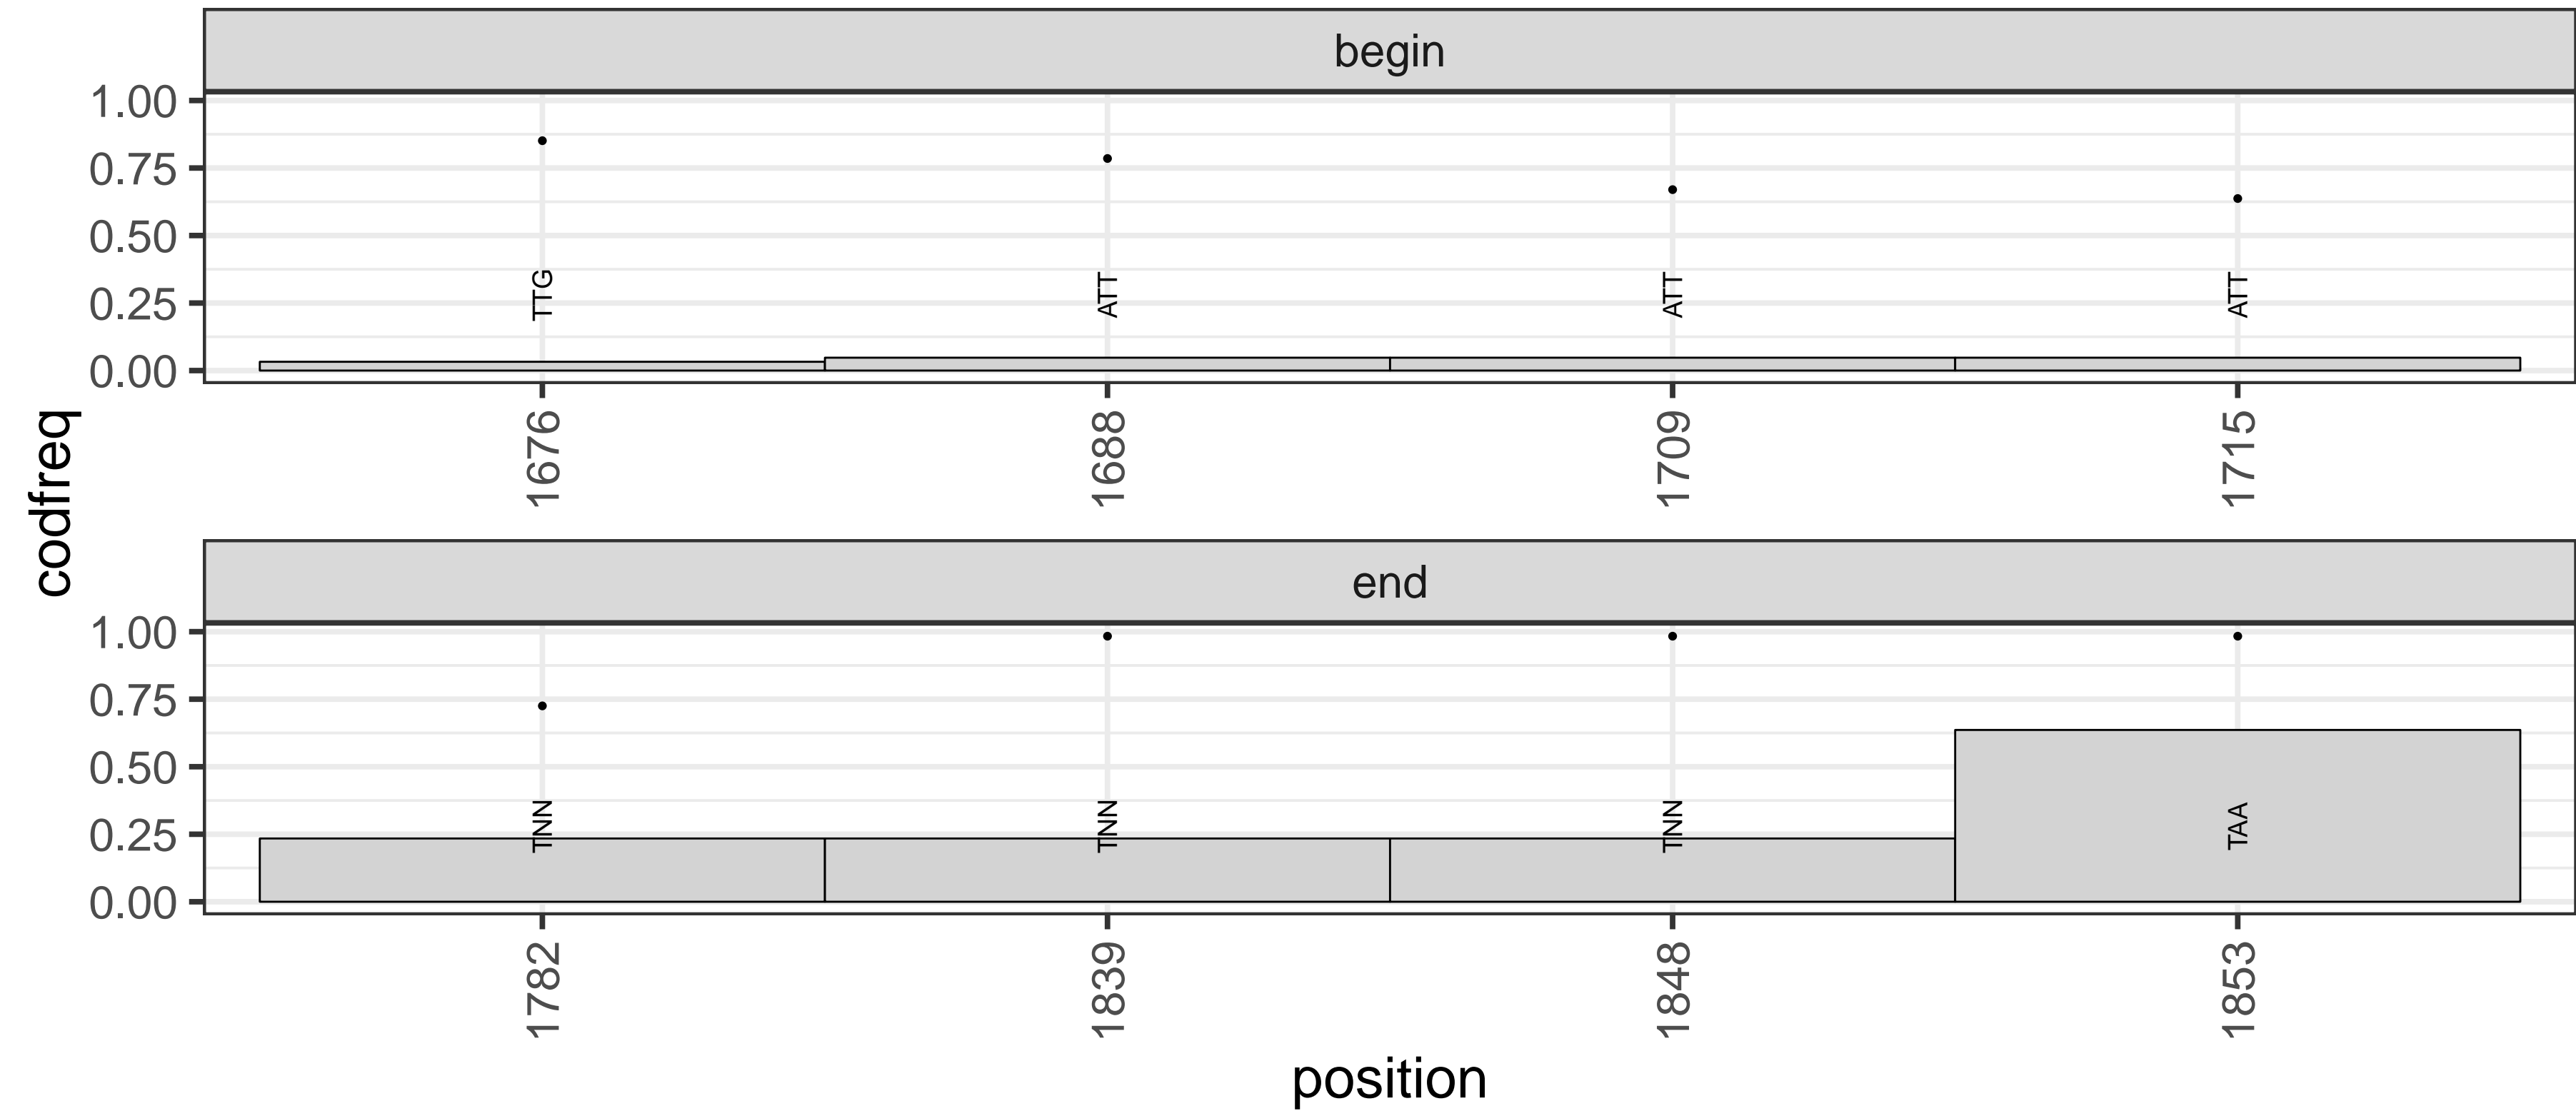 begin
1.00
0.75
0.50
0.25
0.00
TTG
ATT
ATT
ATT
1676
1688
1709
1715
codfreq
end
1.00
0.75
0.50
0.25
0.00
TNN
TNN
TNN
TAA
1782
1839
1848
1853
position